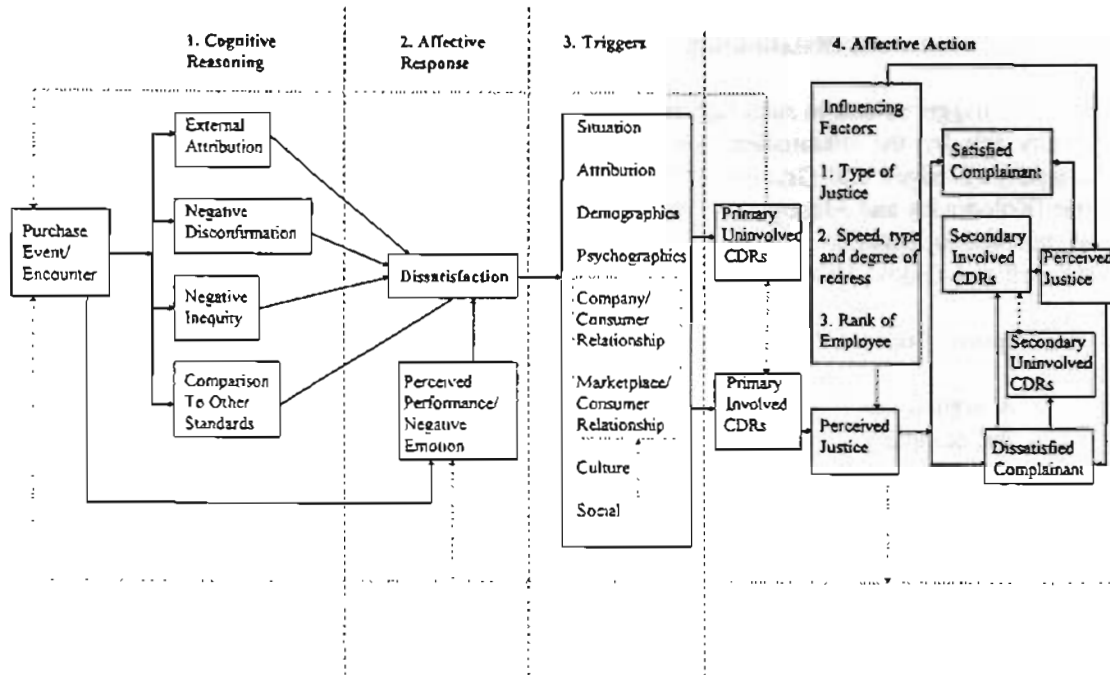 1. Cognitive
Reasoning
2. Affective
Response
3. Triggers
4. Affective Action
External
Attribution
Negative
Disconfirmation
Negative
Inequity
Comparison
To Other
Standards
Purchase
Event/
Encounter
Dissatisfaction
Perceived
Performance/
Negative
Emotion
Situation
Attribution
Demographics
Psychographics
Company/
Consumer
Relationship
Marketplace/
Consumer
Relationship
Culture
Social
Primary
Uninvolved
CDRs
Primary
Involved
CDRs
Influencing
Factors:
1. Type of
Justice
2. Speed, type
and degree of
redress
3. Rank of
Employee
Perceived
Justice
Satisfied
Complainant
Secondary
Involved
CDRs
Perceived
Justice
Secondary
Uninvolved
CDRs
Dissatisfied
Complainant